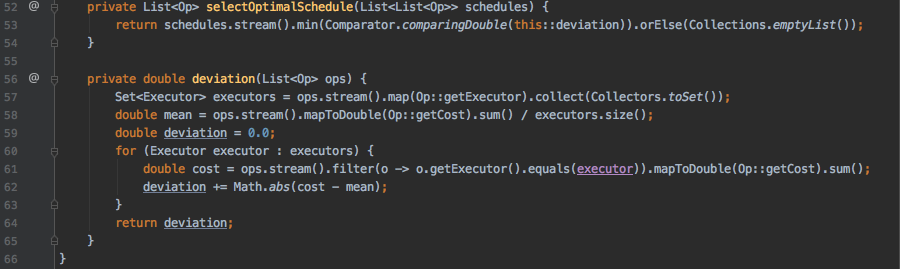 52 @ private List<Op> selectOptimalSchedule(List<List<Op>> schedules) {
53 return schedules.stream().min(Comparator.comparingDouble(this::deviation)).orElse(Collections.emptyList());
54 }
55
56 @ private double deviation(List<Op> ops) {
57 Set<Executor> executors = ops.stream().map(Op::getExecutor).collect(Collectors.toSet());
58 double mean = ops.stream().mapToDouble(Op::getCost).sum() / executors.size();
59 double deviation = 0.0;
60 for (Executor executor : executors) {
61 double cost = ops.stream().filter(o -> o.getExecutor().equals(executor)).mapToDouble(Op::getCost).sum();
62 deviation += Math.abs(cost - mean);
63 }
64 return deviation;
65 }
66 }